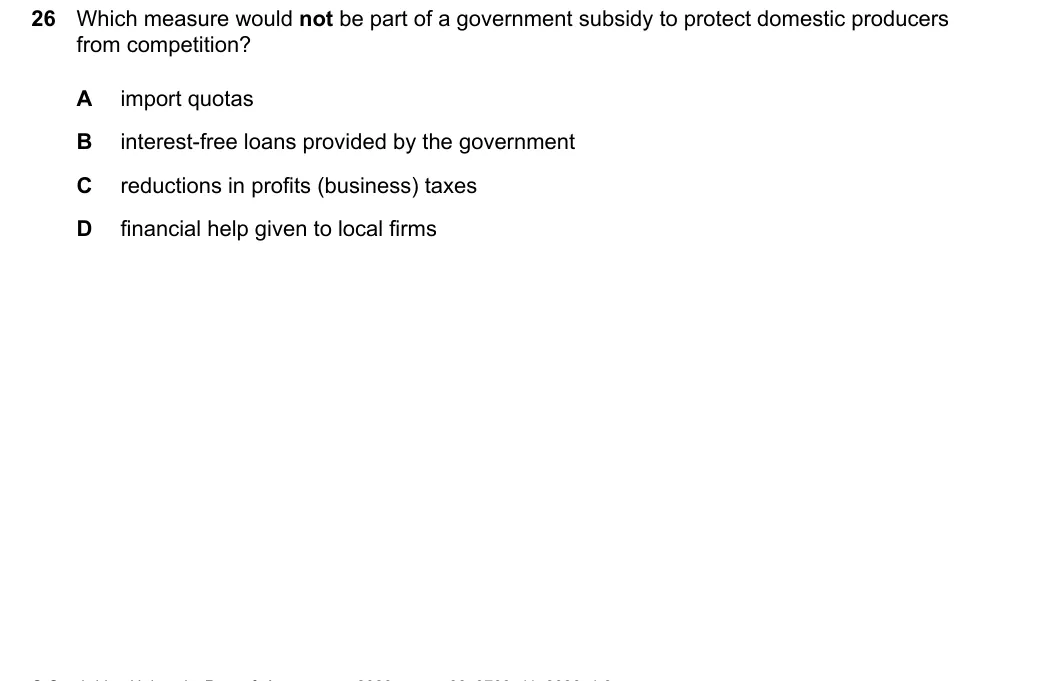 26 Which measure would not be part of a government subsidy to protect domestic producers
from competition?
A import quotas
B interest-free loans provided by the government
C reductions in profits (business) taxes
D financial help given to local firms